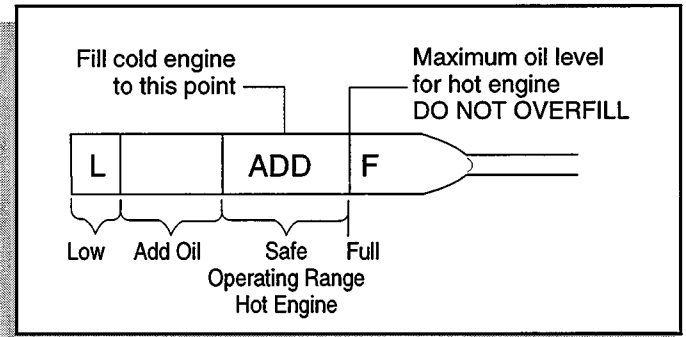 Fill cold engine
to this point
Maximum oil level
for hot engine
DO NOT OVERFILL
L
ADD
F
Low
Add Oil
Safe
Operating Range
Hot Engine
Full